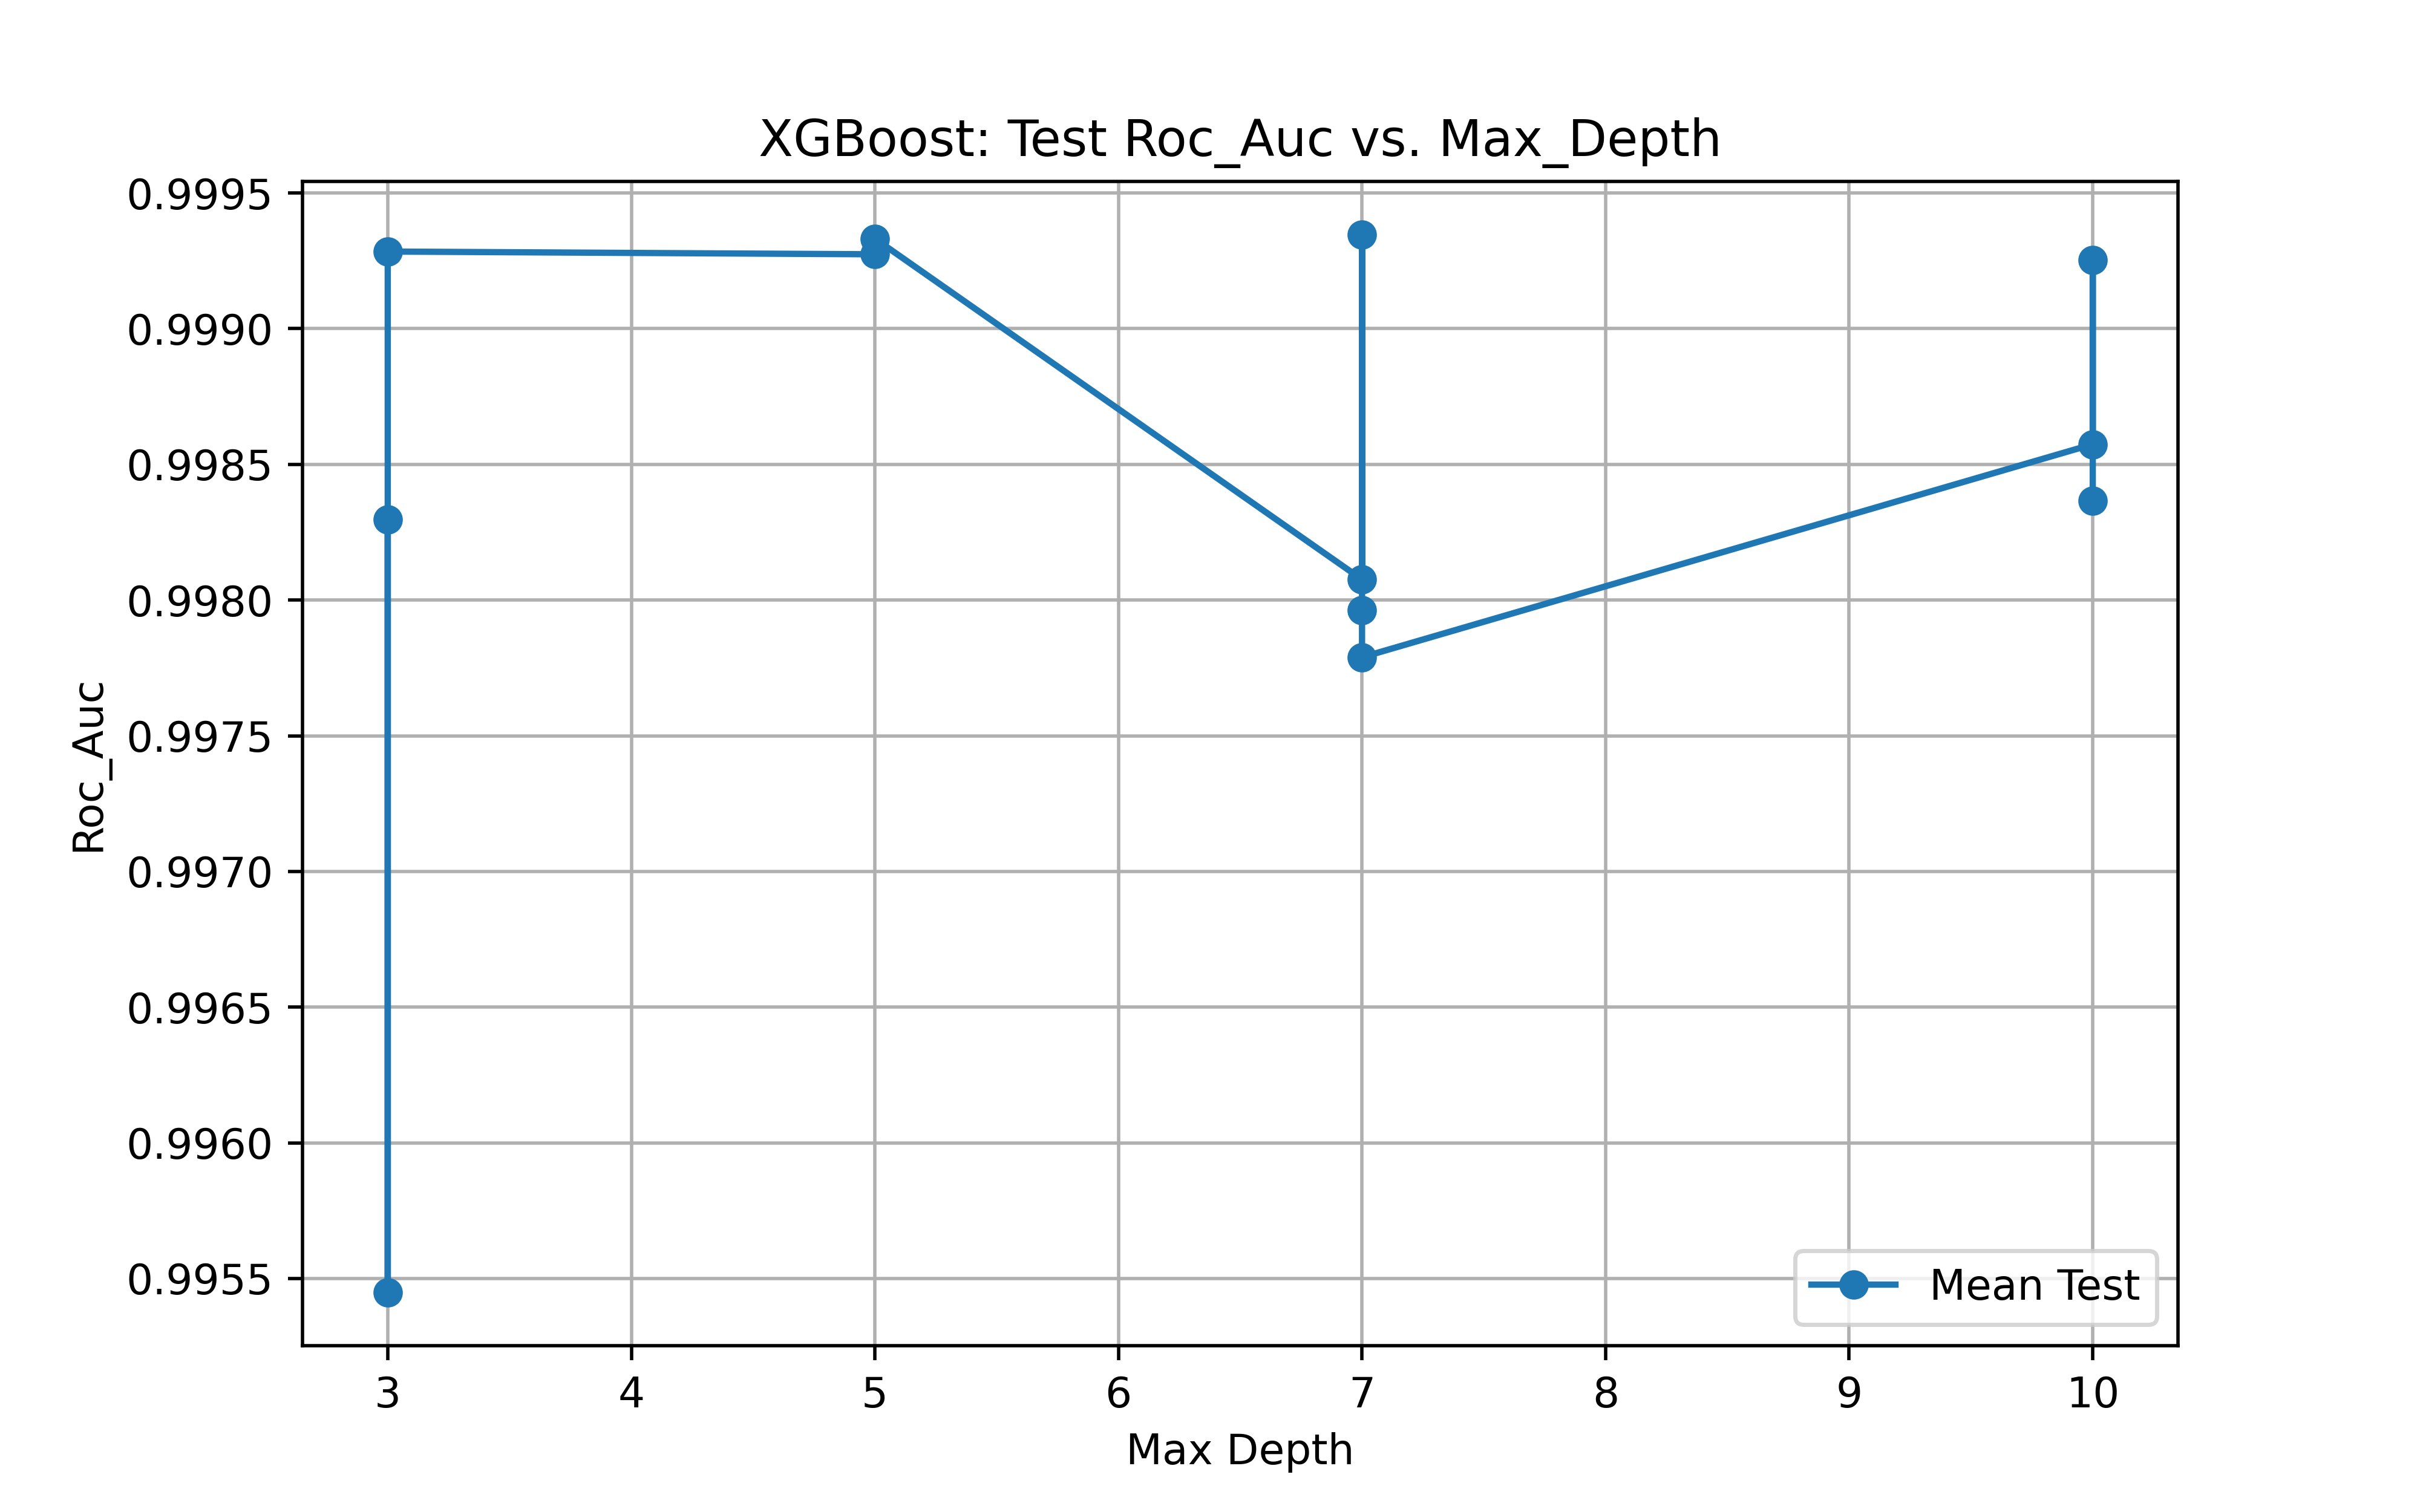 XGBoost: Test Roc_Auc vs. Max_Depth
0.9995
0.9990
0.9985
0.9980
0.9975
0.9970
0.9965
0.9960
0.9955
Roc_Auc
Mean Test
3 4 5 6 7 8 9 10
Max Depth